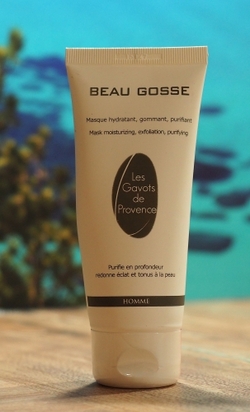 BEAU GOSSE
Masque hydratant, gommant, purifiant
Mask moisturizing, exfoliation, purifying
Les
Gavots
de
Provence
Purifie en profondeur
redonne éclat et tonus à la peau
HOMME